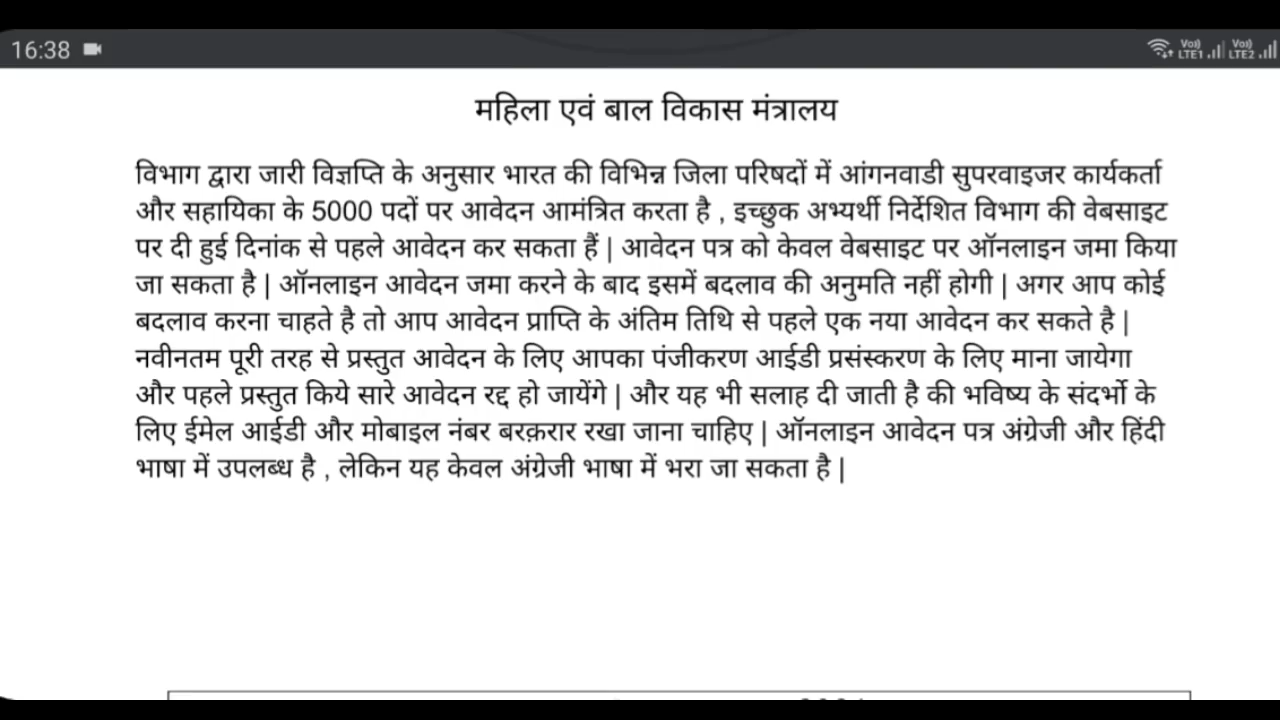 16:38
Vo) LTE1 Vo) LTE2
महिला एवं बाल विकास मंत्रालय
विभाग द्वारा जारी विज्ञप्ति के अनुसार भारत की विभिन्न जिला परिषदों में आंगनवाडी सुपरवाइजर कार्यकर्ता
और सहायिका के 5000 पदों पर आवेदन आमंत्रित करता है , इच्छुक अभ्यर्थी निर्देशित विभाग की वेबसाइट
पर दी हुई दिनांक से पहले आवेदन कर सकता हैं | आवेदन पत्र को केवल वेबसाइट पर ऑनलाइन जमा किया
जा सकता है | ऑनलाइन आवेदन जमा करने के बाद इसमें बदलाव की अनुमति नहीं होगी | अगर आप कोई
बदलाव करना चाहते है तो आप आवेदन प्राप्ति के अंतिम तिथि से पहले एक नया आवेदन कर सकते है |
नवीनतम पूरी तरह से प्रस्तुत आवेदन के लिए आपका पंजीकरण आईडी प्रसंस्करण के लिए माना जायेगा
और पहले प्रस्तुत किये सारे आवेदन रद्द हो जायेंगे | और यह भी सलाह दी जाती है की भविष्य के संदर्भो के
लिए ईमेल आईडी और मोबाइल नंबर बरक़रार रखा जाना चाहिए | ऑनलाइन आवेदन पत्र अंग्रेजी और हिंदी
भाषा में उपलब्ध है , लेकिन यह केवल अंग्रेजी भाषा में भरा जा सकता है |